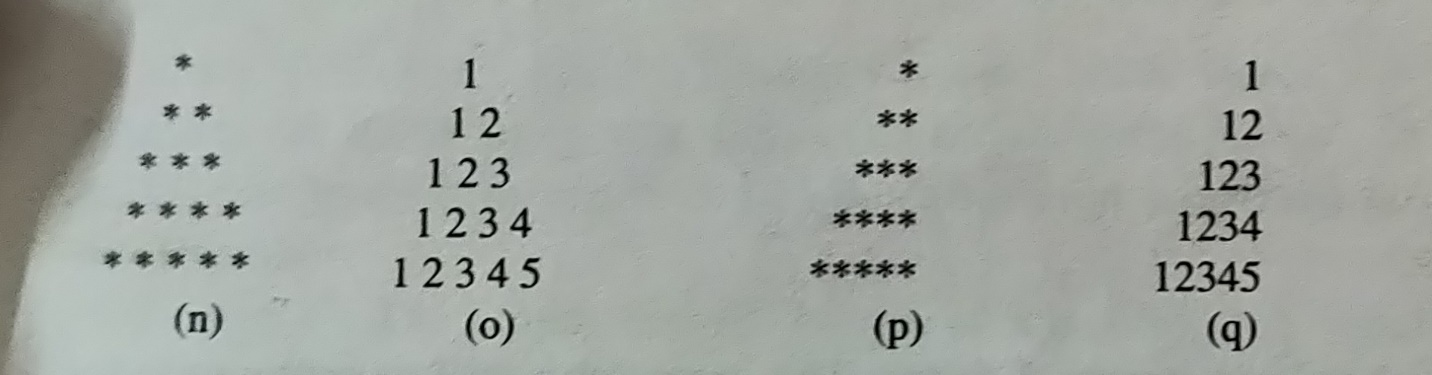 * 1 * 1
* * 1 2 ** 12
* * * 1 2 3 *** 123
* * * * 1 2 3 4 **** 1234
* * * * * 1 2 3 4 5 ***** 12345
(n) (o) (p) (q)